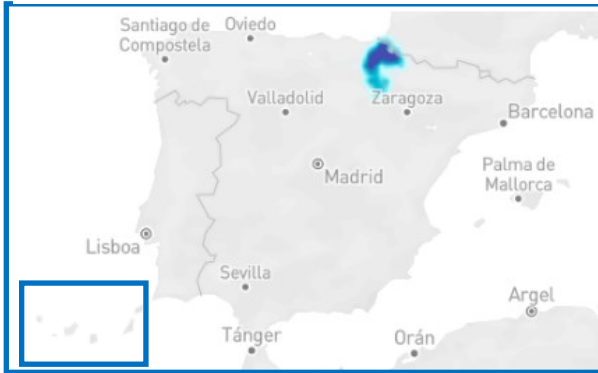 Santiago de
Compostela
Oviedo
Valladolid
Zaragoza
Barcelona
Madrid
Palma de
Mallorca
Lisboa
Sevilla
Argel
Tánger
Orán